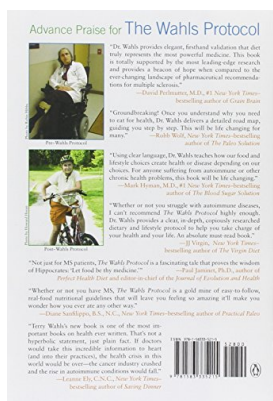 Advance Praise for The Wahls Protocol
"Dr. Wahls provides elegant, firsthand validation that diet
truly represents the most powerful medicine. This book
is totally supported by the most leading-edge research
and provides a beacon of hope when compared to the
ever-changing landscape of pharmaceutical recommenda-
tions for multiple sclerosis."
—David Perlmutter, M.D., #1 New York Times–
bestselling author of Grain Brain
"Groundbreaking! Once you understand why you need
to eat for health, Dr. Wahls delivers a detailed road map,
guiding you step by step. This will be life changing for
many."
—Robb Wolf, New York Times–bestselling
author of The Paleo Solution
Pre-Wahls Protocol
"Using clear language, Dr. Wahls teaches how our food and
lifestyle choices create health or disease depending on our
choices. For anyone suffering from autoimmune or other
chronic health problems, this book will be life changing."
—Mark Hyman, M.D., #1 New York Times–bestselling
author of The Blood Sugar Solution
"Whether or not you struggle with autoimmune diseases,
I can't recommend The Wahls Protocol highly enough.
Dr. Wahls provides a clear, in-depth, copiously researched
dietary and lifestyle protocol to help you take charge of
your health and your life. An absolute must-read book."
—JJ Virgin, New York Times–
bestselling author of The Virgin Diet
Post-Wahls Protocol
"Not just for MS patients, The Wahls Protocol is a fascinating tale that proves the wisdom
of Hippocrates: 'Let food be thy medicine.'"
—Paul Jaminet, Ph.D., author of
Perfect Health Diet and editor in chief of the Journal of Evolution and Health
"Whether or not you have MS, The Wahls Protocol is a gold mine of easy-to-follow,
real-food nutritional guidelines that will leave you feeling so amazing it'll make you
wonder how you ever ate any other way."
—Diane Sanfilippo, B.S., N.C., New York Times–bestselling author of Practical Paleo
"Terry Wahls's new book is one of the most impor-
tant books on health ever written. That's not a
hyperbolic statement, just plain fact. If doctors
would take this incredible information to heart
(and into their practices), the health crisis in this
world would be over—the cancer industry crushed
and the rise in autoimmune conditions would fall."
—Leanne Ely, C.N.C., New York Times–
bestselling author of Saving Dinner